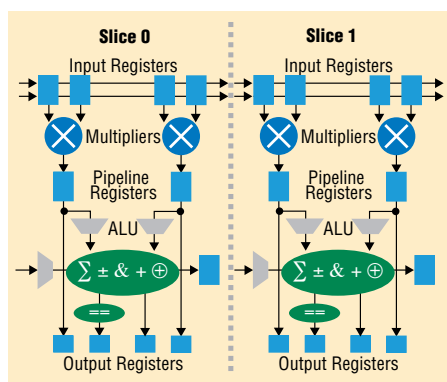 Slice 0
Slice 1
Input Registers
Input Registers
Multipliers
Multipliers
Pipeline
Registers
Pipeline
Registers
ALU
ALU
∑ ± & + ⊕
∑ ± & + ⊕
==
==
Output Registers
Output Registers